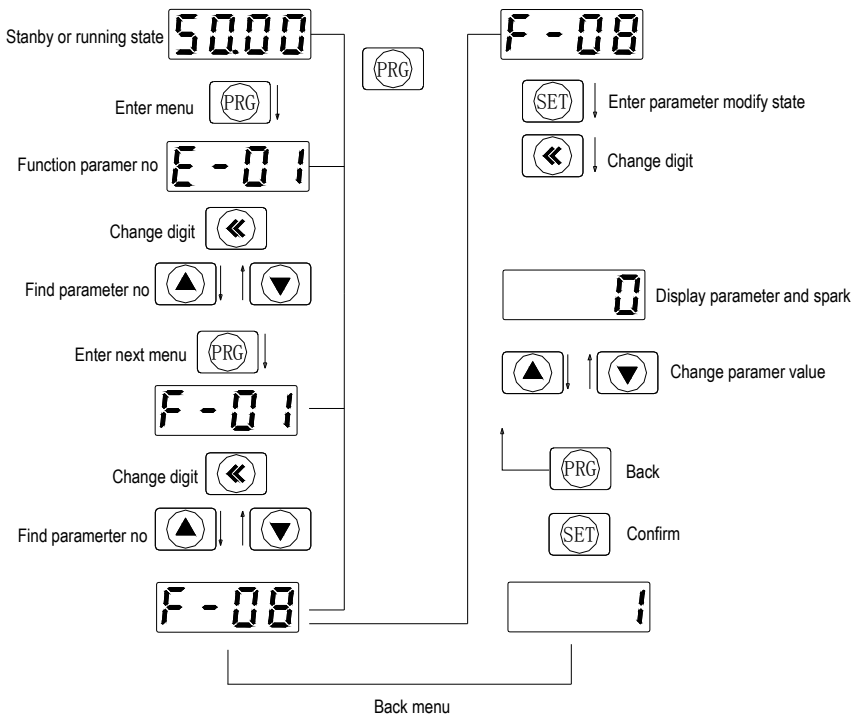 Stanby or running state 50.00
PRG
Enter menu PRG
Function paramer no E-01
Change digit
Find parameter no
Enter next menu PRG
F-01
Change digit
Find paramerter no
F-08
F-08
SET Enter parameter modify state
Change digit
0 Display parameter and spark
Change paramer value
PRG Back
SET Confirm
1
Back menu